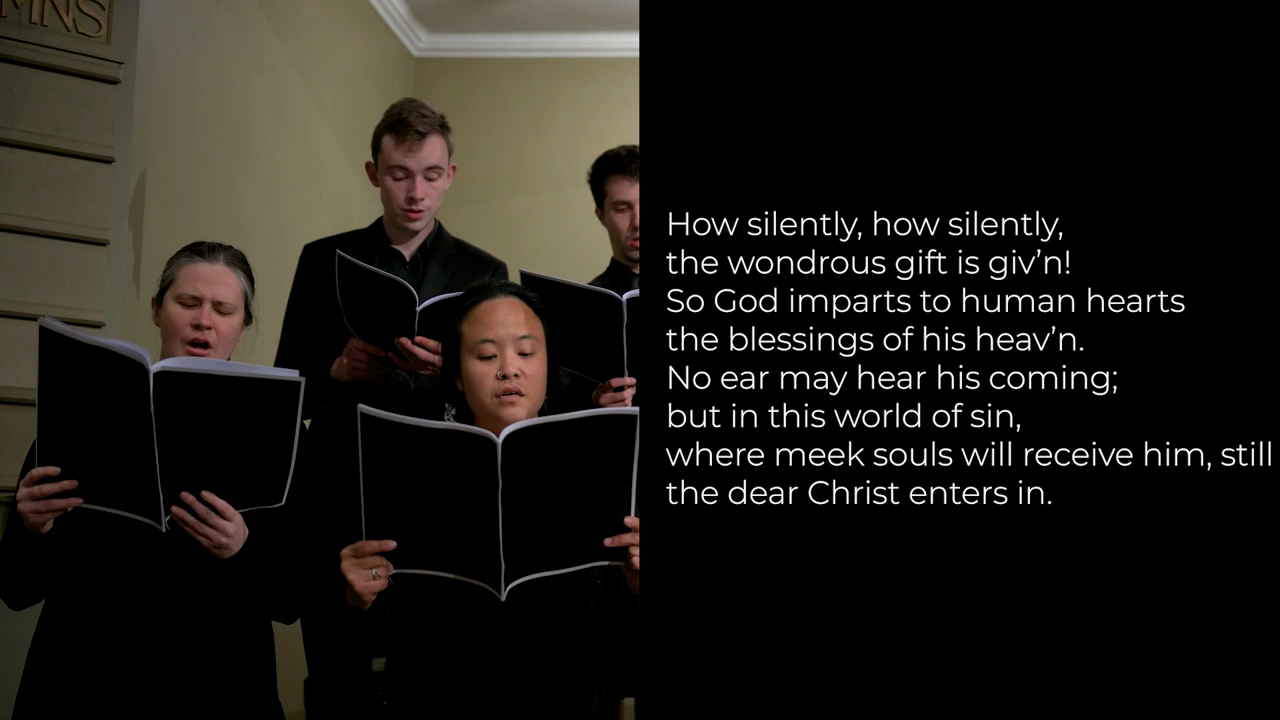 MNS
How silently, how silently,
the wondrous gift is giv’n!
So God imparts to human hearts
the blessings of his heav’n.
No ear may hear his coming;
but in this world of sin,
where meek souls will receive him, still
the dear Christ enters in.